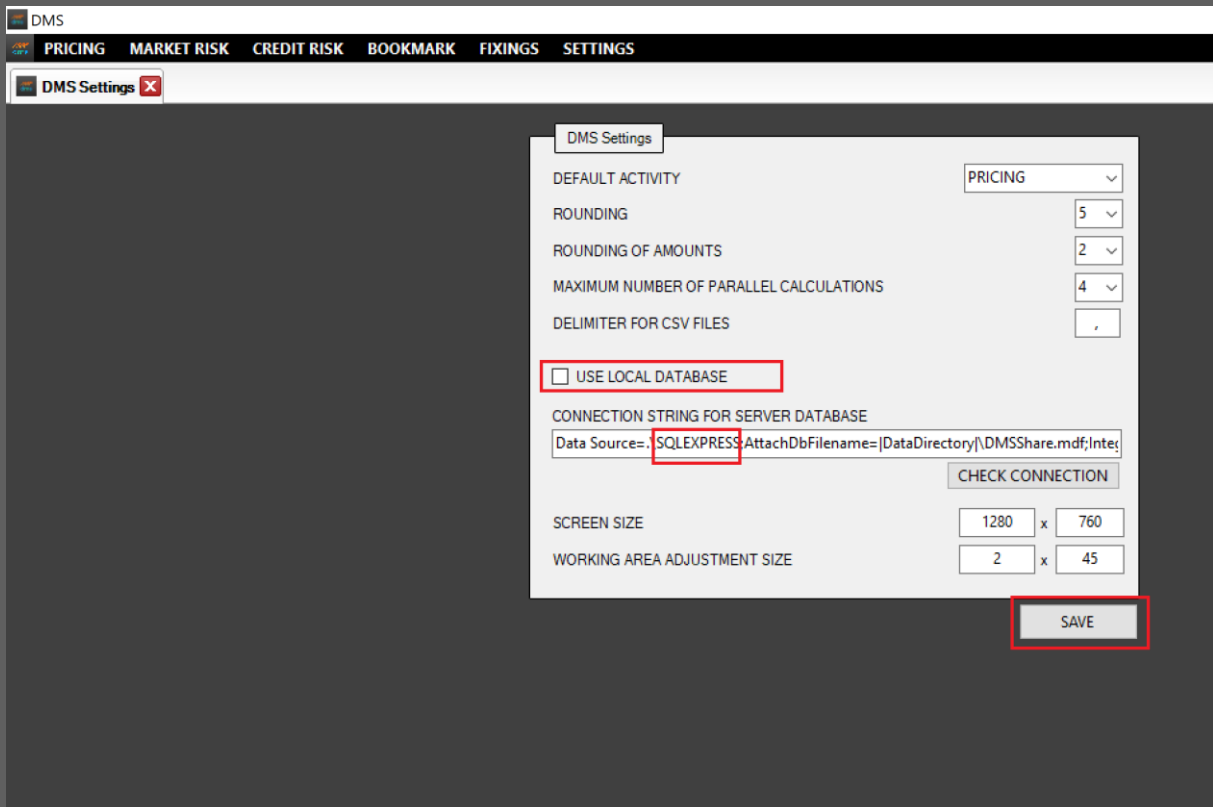 DMS
PRICING MARKET RISK CREDIT RISK BOOKMARK FIXINGS SETTINGS
DMS Settings
DMS Settings
DEFAULT ACTIVITY PRICING
ROUNDING 5
ROUNDING OF AMOUNTS 2
MAXIMUM NUMBER OF PARALLEL CALCULATIONS 4
DELIMITER FOR CSV FILES ,
USE LOCAL DATABASE
CONNECTION STRING FOR SERVER DATABASE
Data Source=.\SQLEXPRESS;AttachDbFilename=|DataDirectory|\DMSShare.mdf;Integ
CHECK CONNECTION
SCREEN SIZE 1280 x 760
WORKING AREA ADJUSTMENT SIZE 2 x 45
SAVE